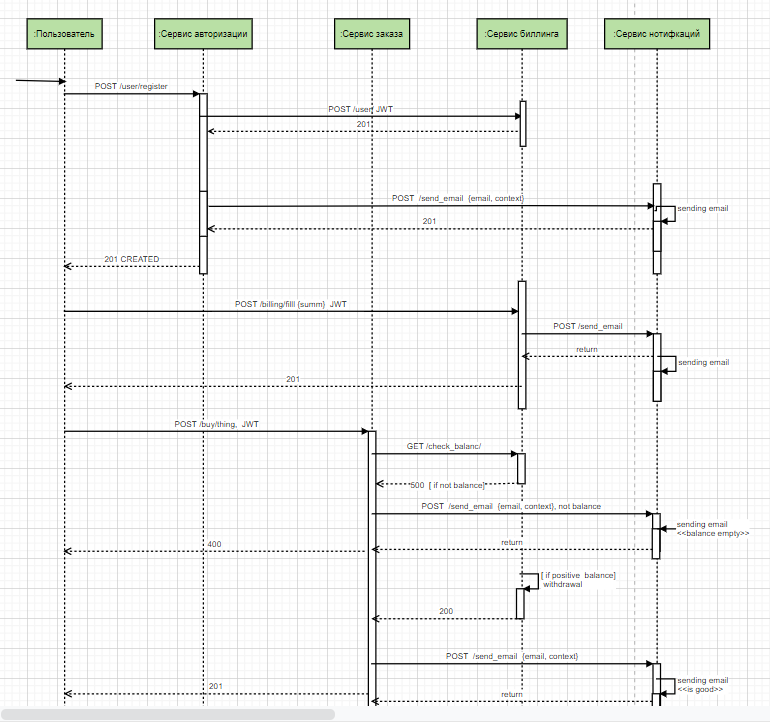 :Пользователь
:Сервис авторизации
:Сервис заказа
:Сервис биллинга
:Сервис нотифкаций
POST /user/register
POST /user, JWT
201
POST /send_email {email, context}
sending email
201
201 CREATED
POST /billing/filll {summ} JWT
POST /send_email
return
sending email
201
POST /buy/thing, JWT
GET /check_balanc/
500 [ if not balance]
POST /send_email {email, context}, not balance
sending email
<<balance empty>>
400
return
[ if positive balance]
withdrawal
200
POST /send_email {email, context}
sending email
<<is good>>
201
return